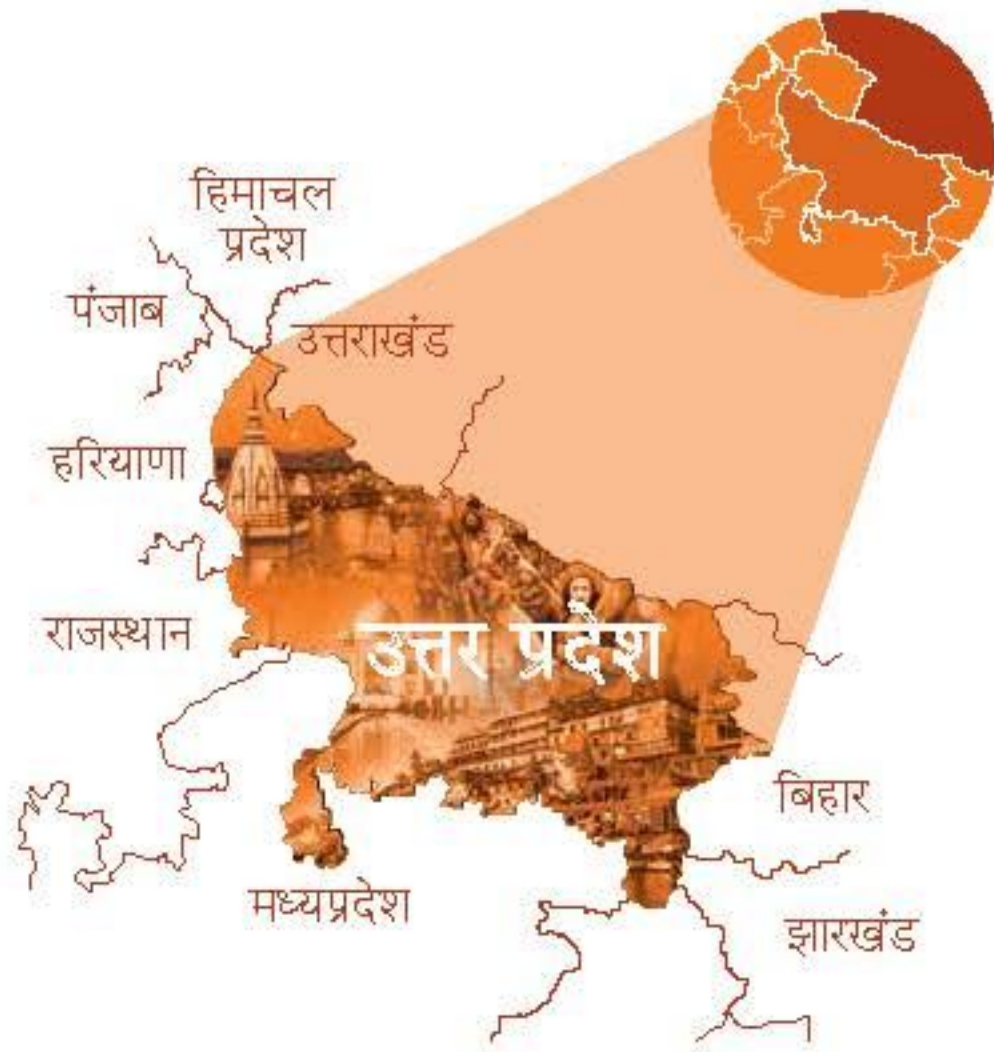 हिमाचल
प्रदेश
पंजाब
उत्तराखंड
हरियाणा
राजस्थान
उत्तर प्रदेश
बिहार
मध्यप्रदेश
झारखंड